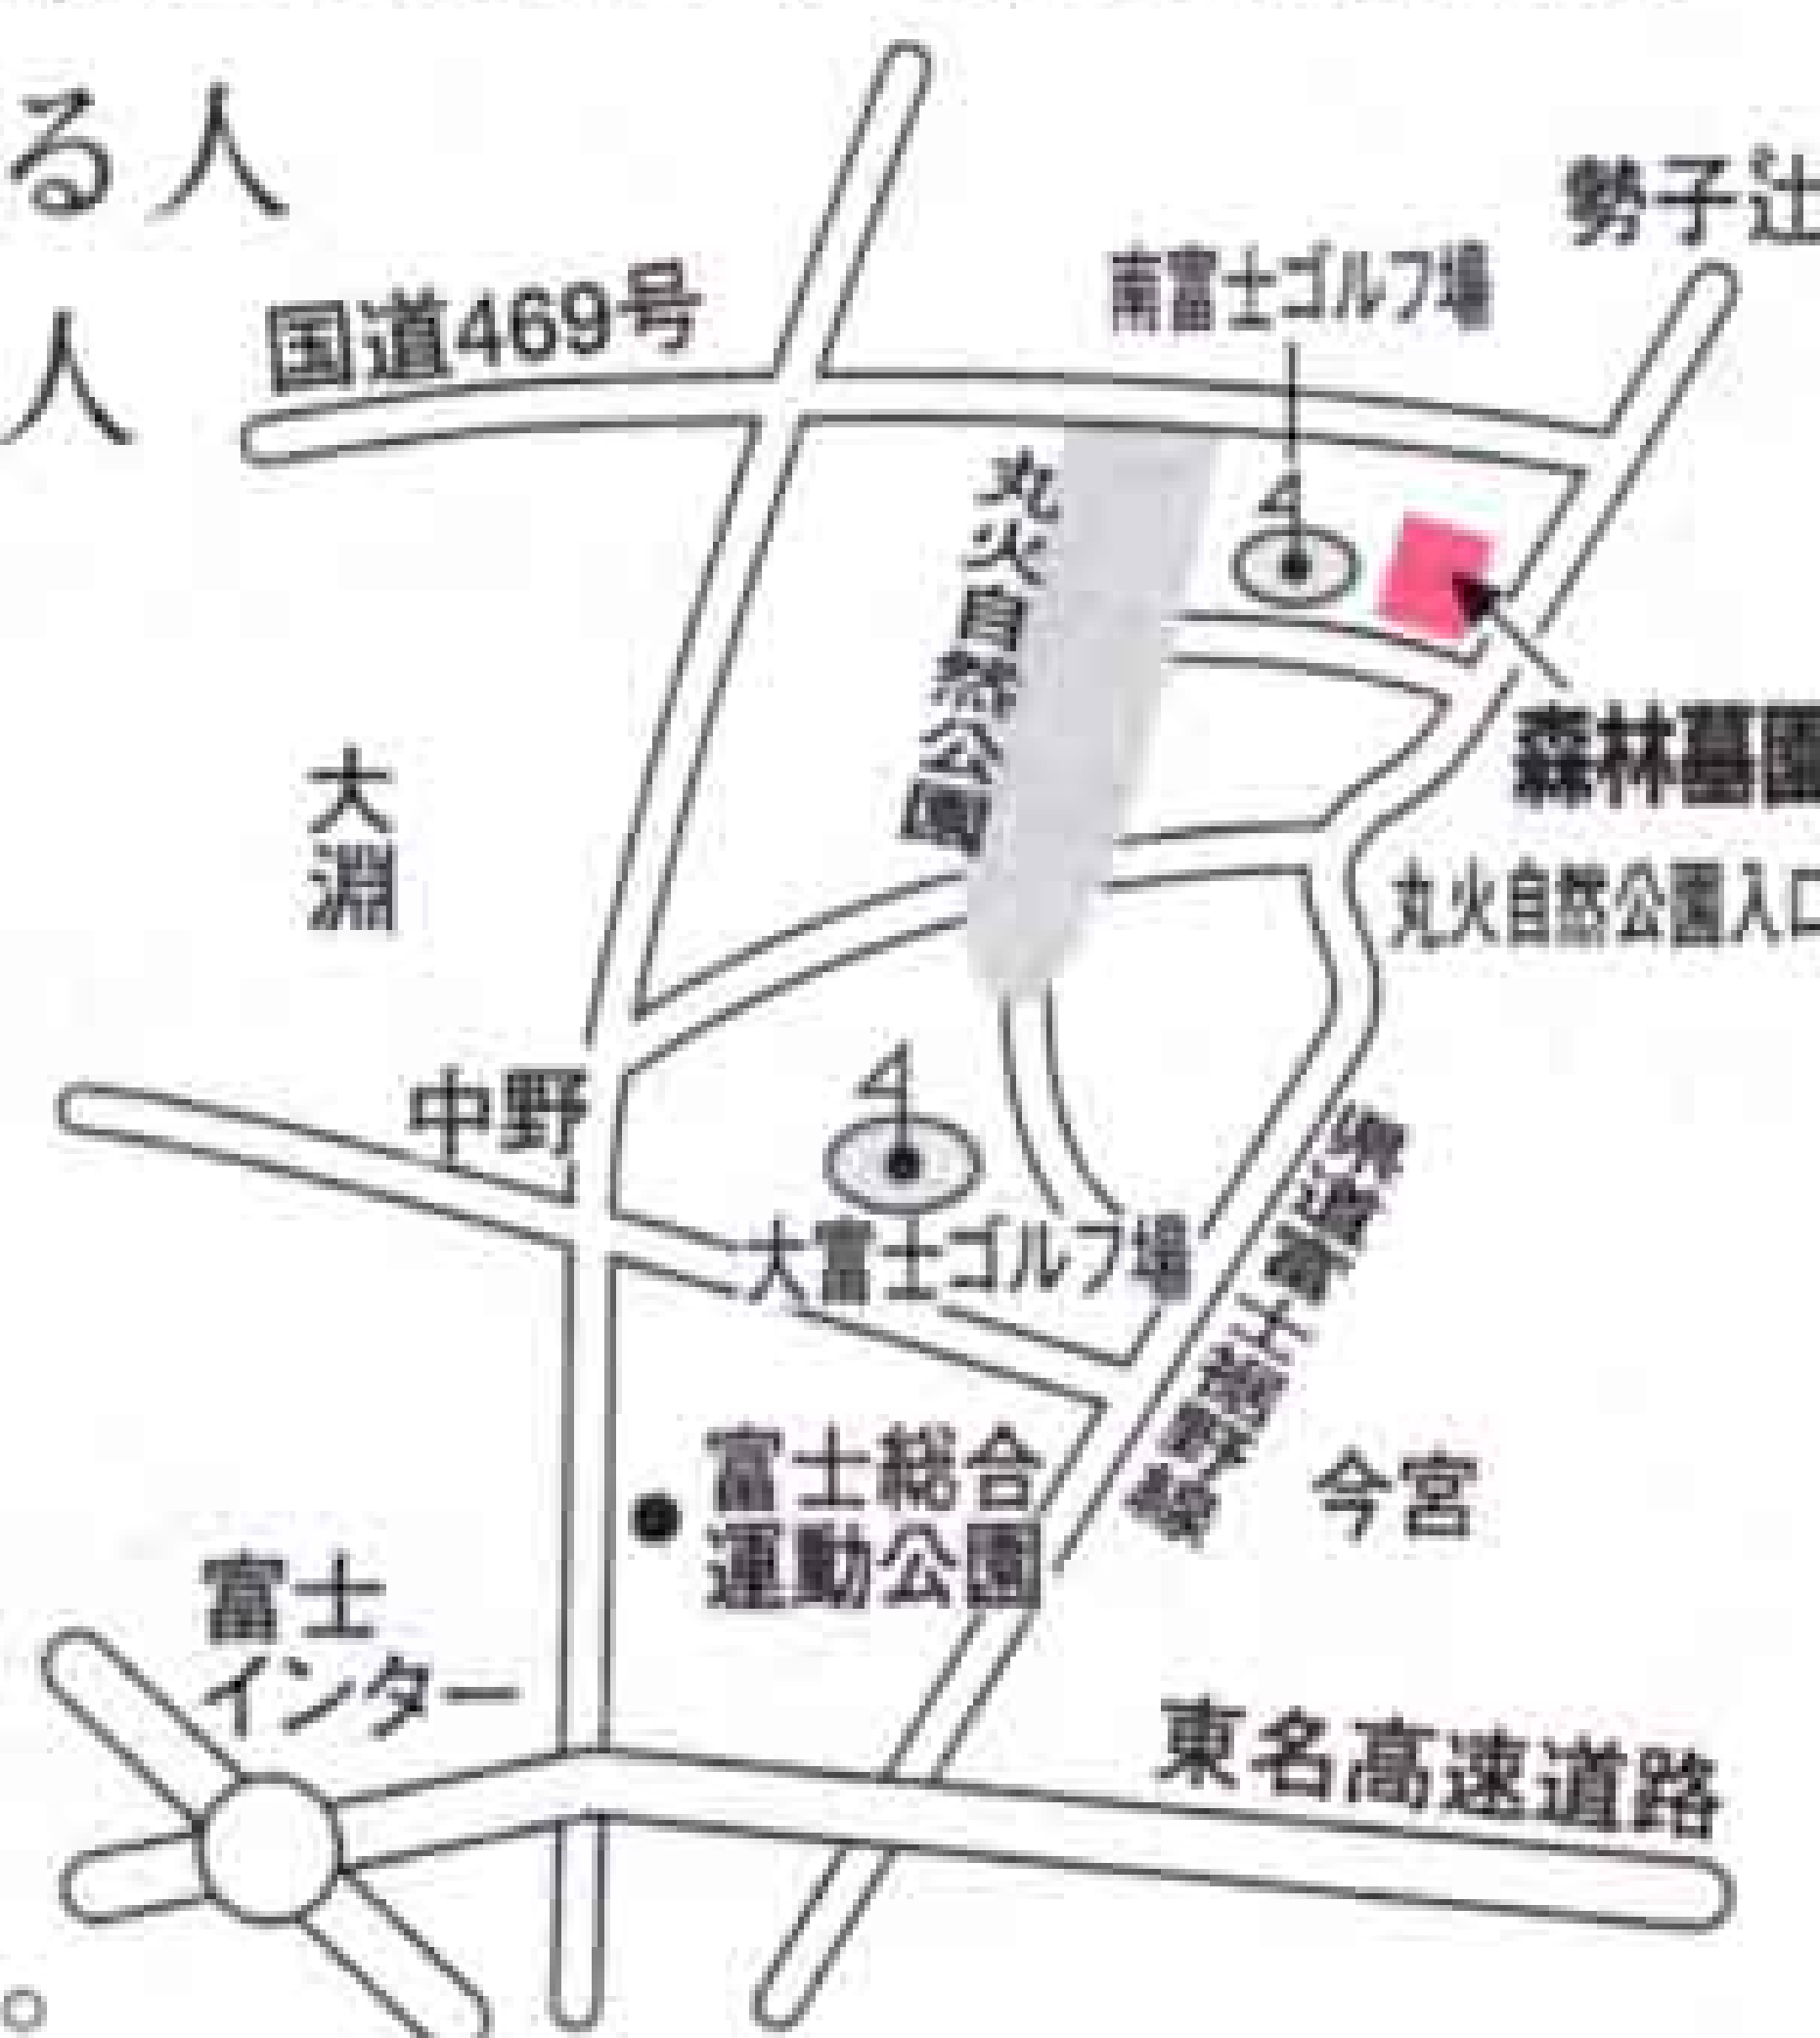 る人
人
勢子辻
南富士ゴルフ場
国道469号
丸火自然公園
森林墓園
大淵
丸火自然公園入口
中野
大富士ゴルフ場
富士総合
運動公園
今宮
富士
インター
東名高速道路
。